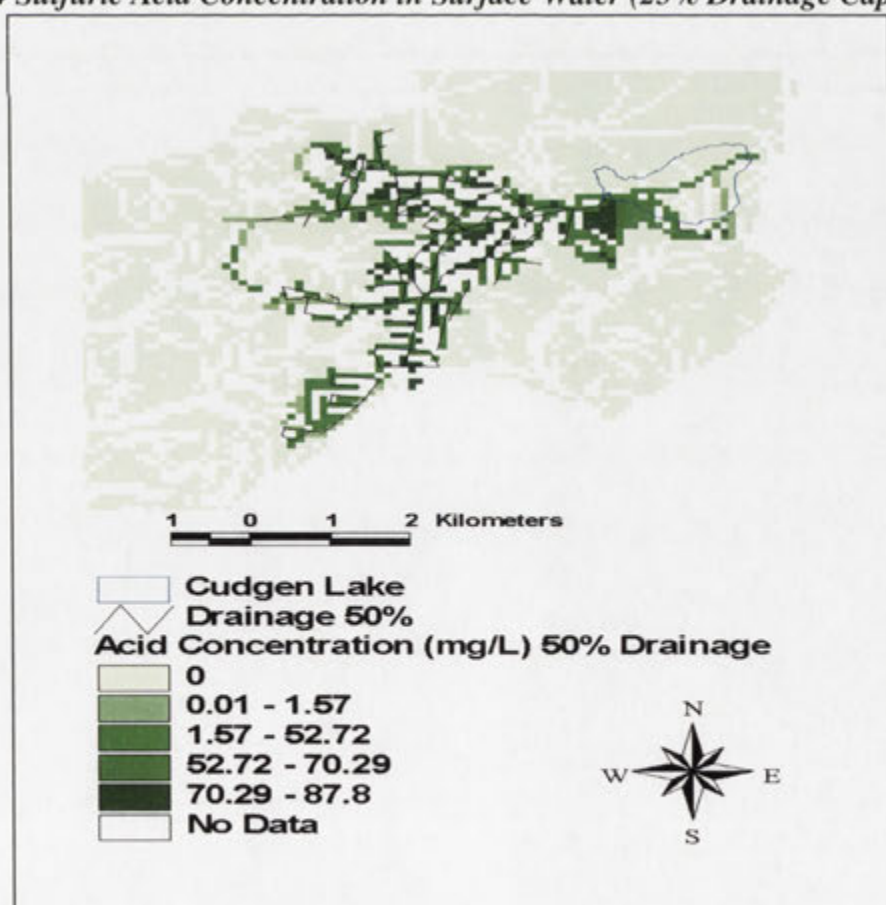 Sulfuric Acid Concentration in Surface Water (25% Drainage
1 0 1 2 Kilometers
Cudgen Lake
Drainage 50%
Acid Concentration (mg/L) 50% Drainage
0
0.01 - 1.57
1.57 - 52.72
52.72 - 70.29
70.29 - 87.8
No Data
N
W E
S